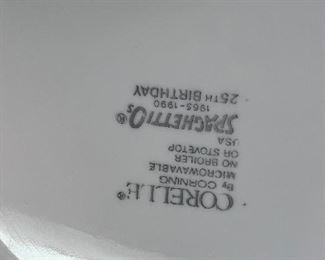 CORELLE®
by CORNING
MICROWAVABLE
NO BROILER
OR STOVETOP
USA
SPAGHETTIOs®
1965-1990
25TH BIRTHDAY